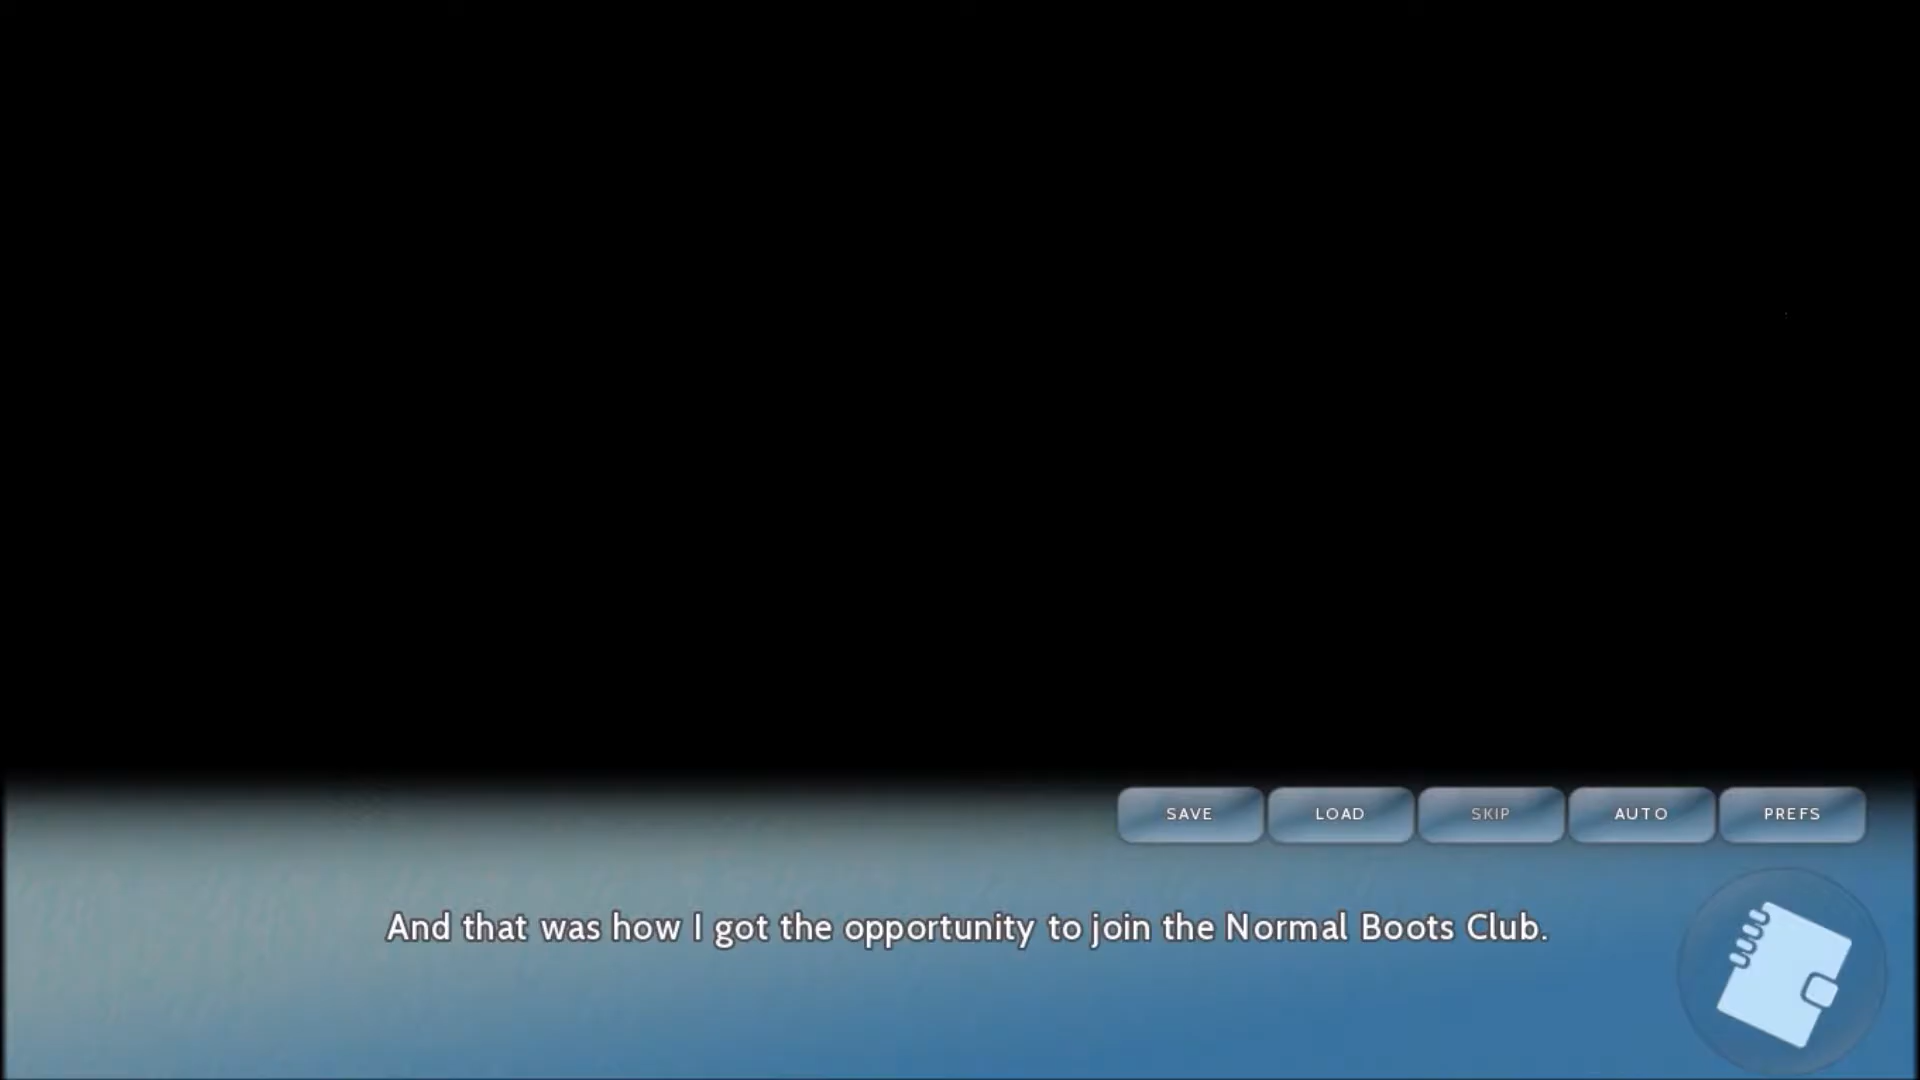 SAVE LOAD SKIP AUTO PREFS
And that was how I got the opportunity to join the Normal Boots Club.